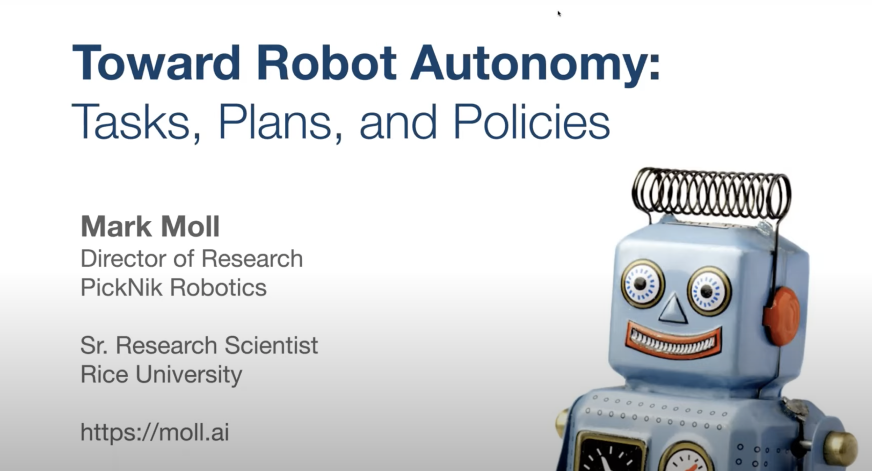 Toward Robot Autonomy:
Tasks, Plans, and Policies
Mark Moll
Director of Research
PickNik Robotics
Sr. Research Scientist
Rice University
https://moll.ai